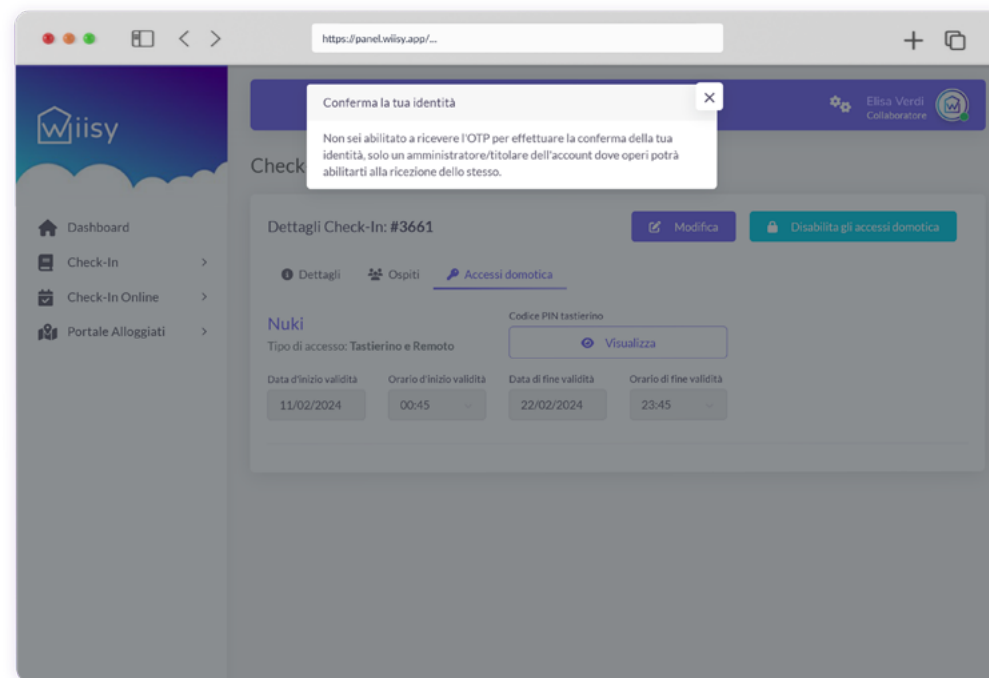 https://panel.wiisy.app/...
wiisy
Conferma la tua identità
Non sei abilitato a ricevere l'OTP per effettuare la conferma della tua
identità, solo un amministratore/titolare dell'account dove operi potrà
abilitarti alla ricezione dello stesso.
Elisa Verdi
Collaboratore
Check
Dashboard
Check-In
Check-In Online
Portale Alloggiati
Dettagli Check-In: #3661
Modifica
Disabilita gli accessi domotica
Dettagli
Ospiti
Accessi domotica
Nuki
Tipo di accesso: Tastierino e Remoto
Codice PIN tastierino
Visualizza
Data d'inizio validità
Orario d'inizio validità
Data di fine validità
Orario di fine validità
11/02/2024
00:45
22/02/2024
23:45